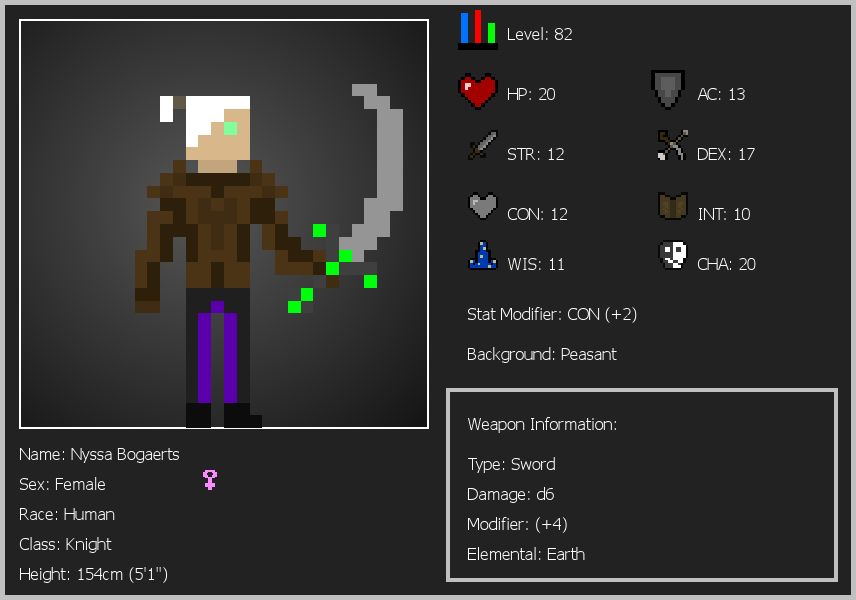 Level: 82
HP: 20
AC: 13
STR: 12
DEX: 17
CON: 12
INT: 10
WIS: 11
CHA: 20
Stat Modifier: CON (+2)
Background: Peasant
Weapon Information:
Type: Sword
Damage: d6
Modifier: (+4)
Elemental: Earth
Name: Nyssa Bogaerts
Sex: Female
Race: Human
Class: Knight
Height: 154cm (5'1")